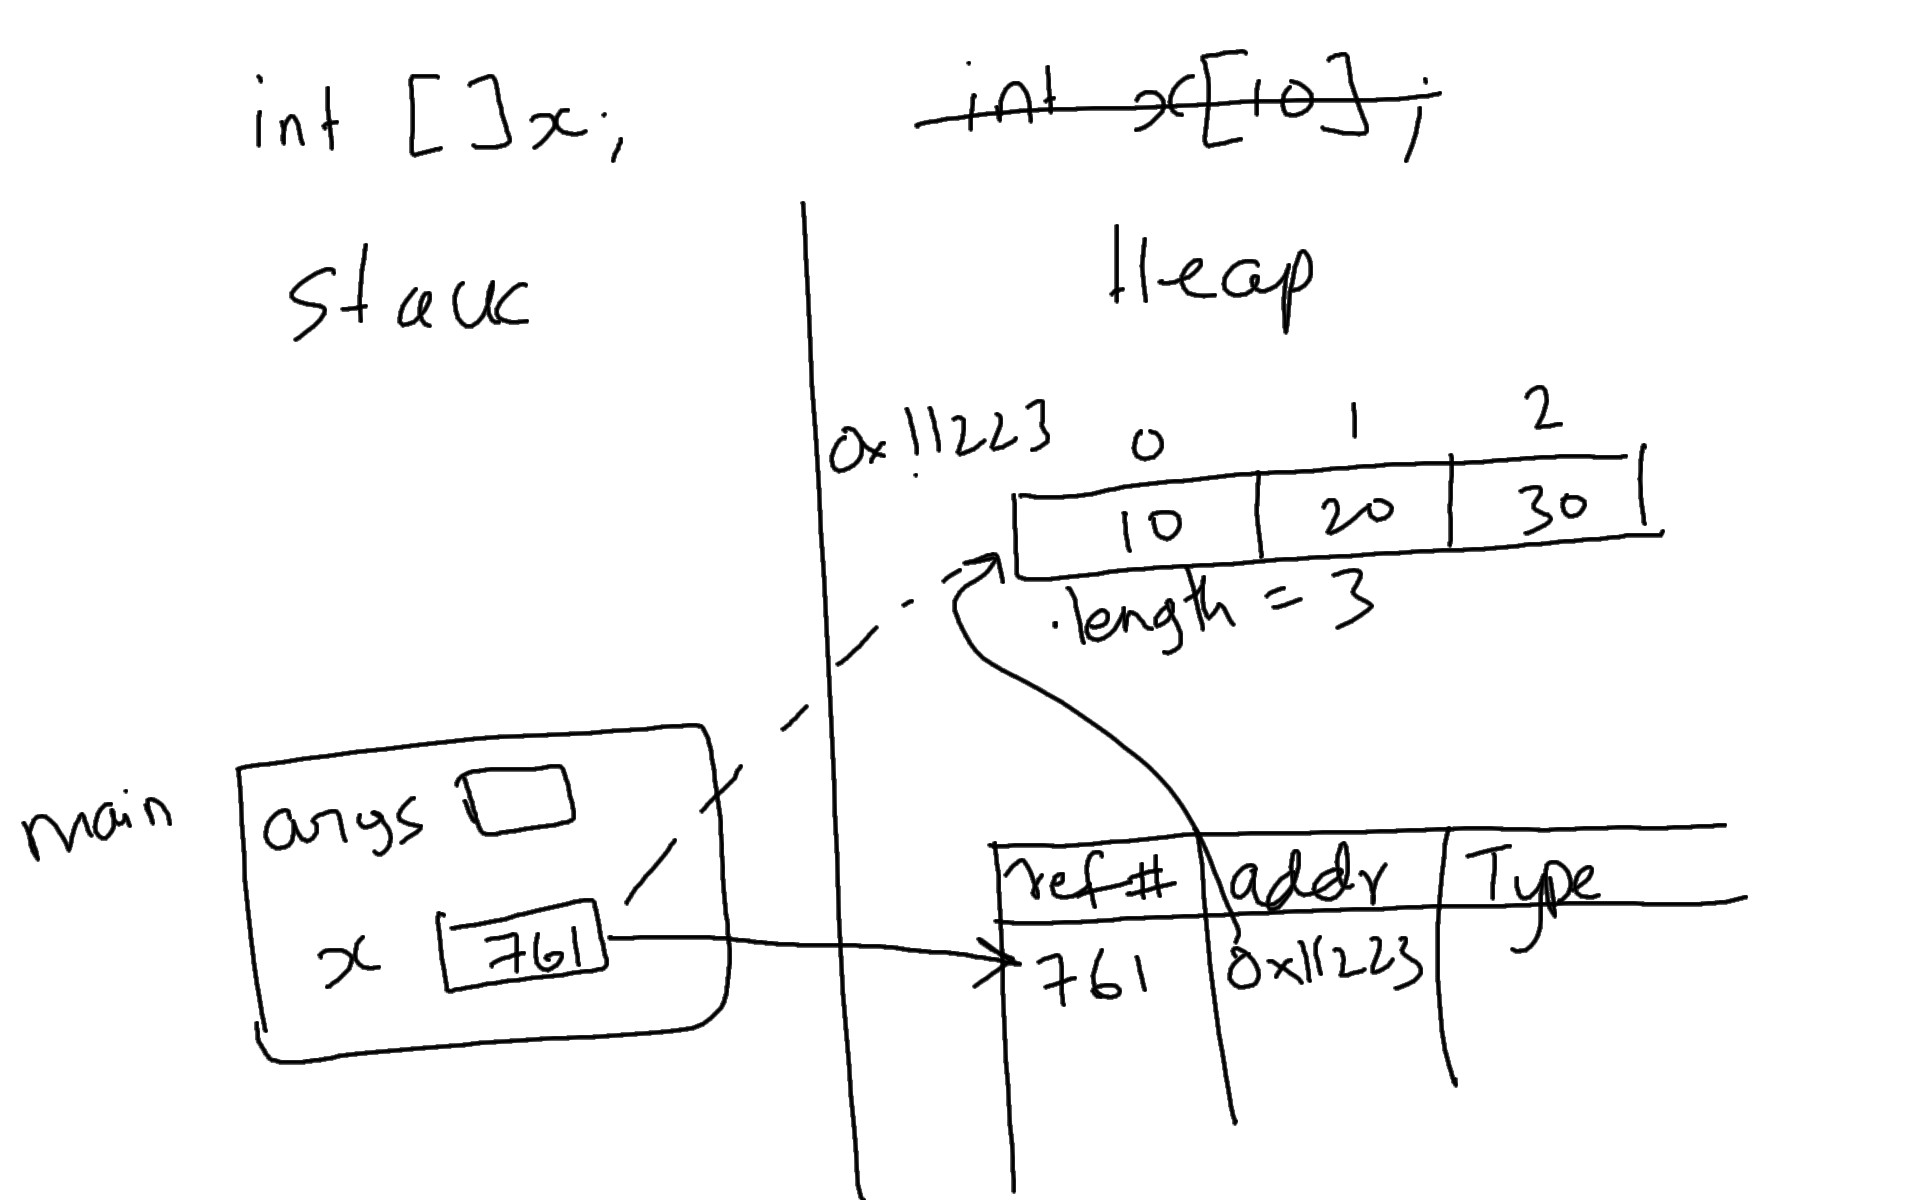 int []x;
int x[10];
Stack
Heap
0x11223
0 1 2
10 20 30
.length = 3
main
args
x 761
ref# addr Type
761 0x11223